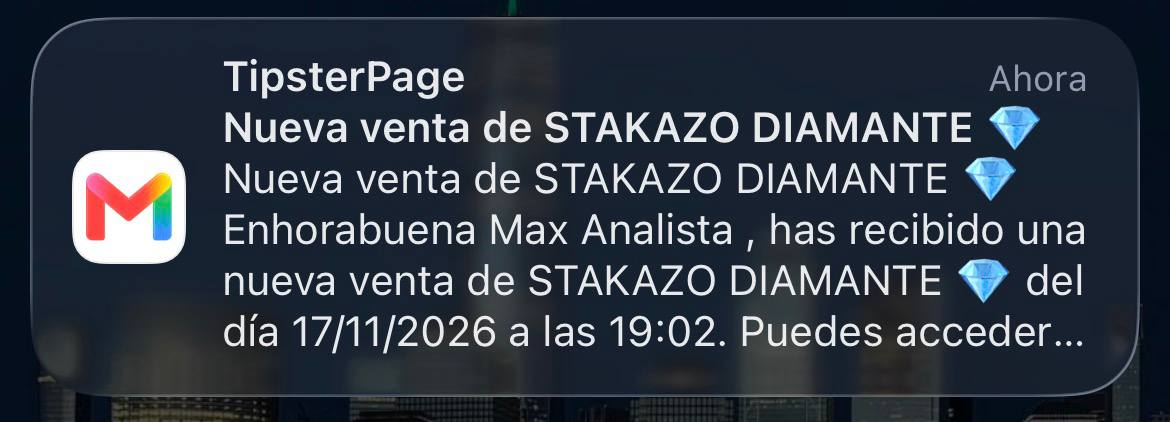 TipsterPage Ahora
Nueva venta de STAKAZO DIAMANTE 💎
Nueva venta de STAKAZO DIAMANTE 💎
Enhorabuena Max Analista , has recibido una
nueva venta de STAKAZO DIAMANTE 💎 del
día 17/11/2026 a las 19:02. Puedes acceder...